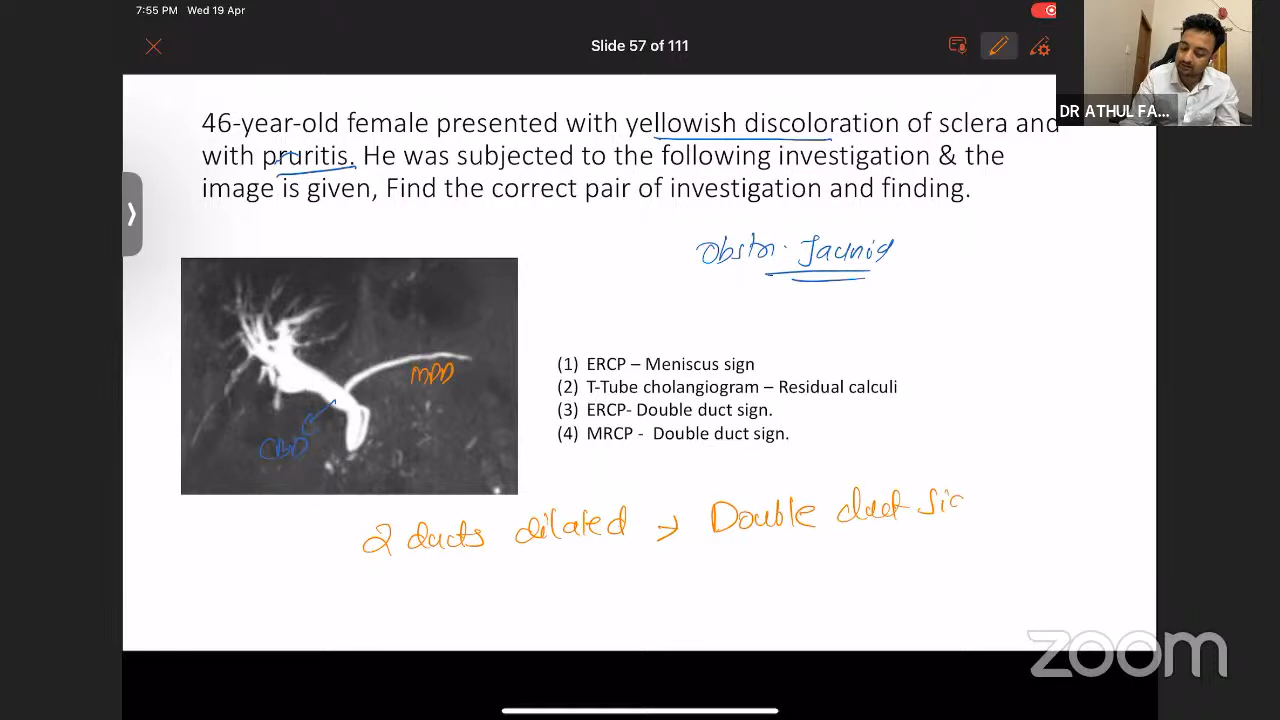 7:55 PM Wed 19 Apr
Slide 57 of 111
DR ATHUL FA...
46-year-old female presented with yellowish discoloration of sclera and
with pruritis. He was subjected to the following investigation & the
image is given, Find the correct pair of investigation and finding.
Obstr. Jaund
MPD
CBD
(1) ERCP – Meniscus sign
(2) T-Tube cholangiogram – Residual calculi
(3) ERCP- Double duct sign.
(4) MRCP - Double duct sign.
2 ducts dilated > Double duct sig
zoom